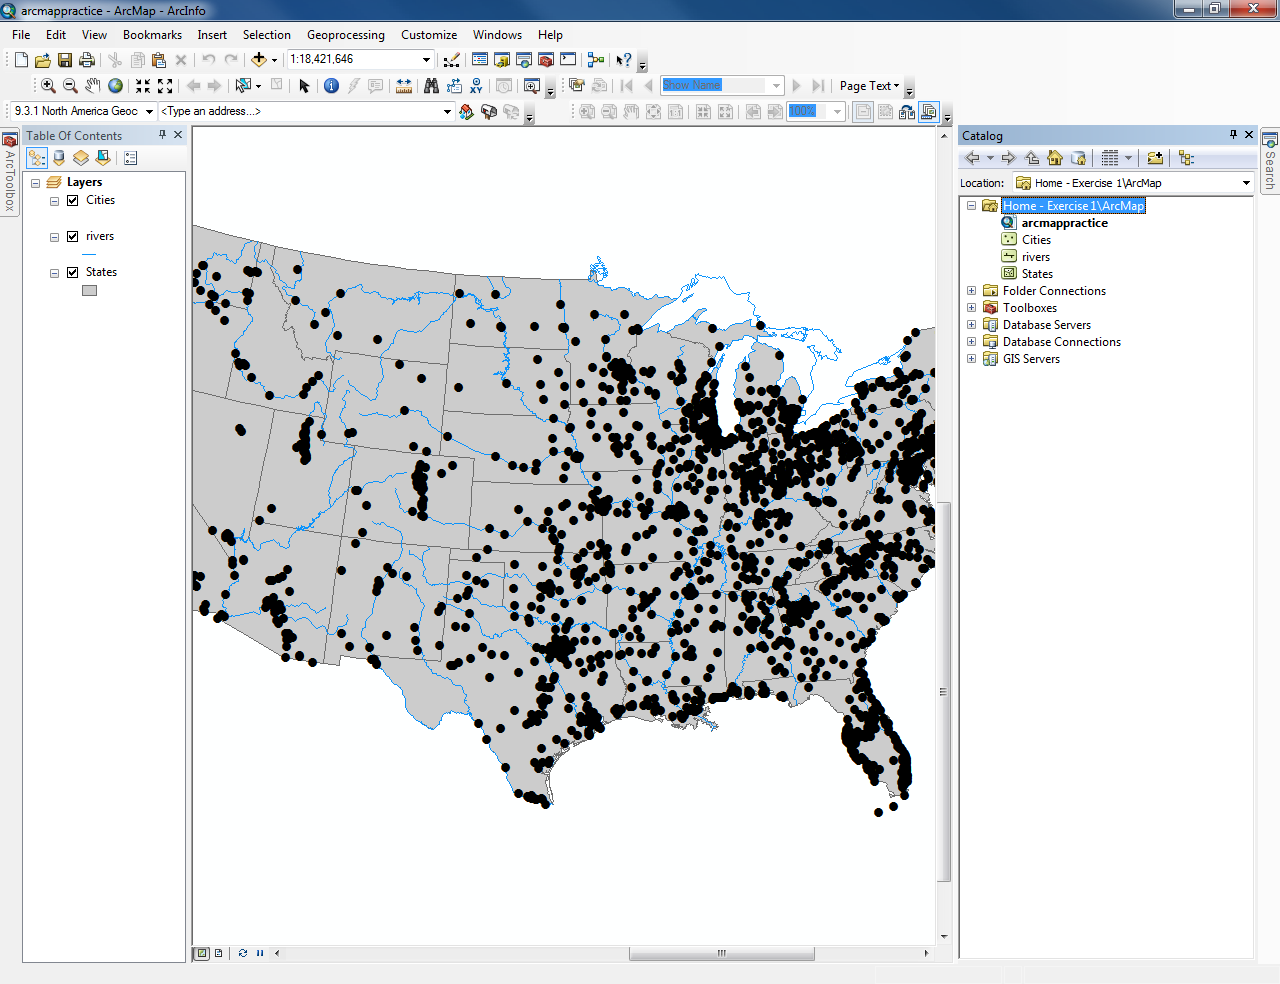 arcmappractice - ArcMap - ArcInfo
File Edit View Bookmarks Insert Selection Geoprocessing Customize Windows Help
1:18,421,646
Show Name
Page Text
9.3.1 North America Geoc
<Type an address...>
100%
ArcToolbox
Table Of Contents
Layers
Cities
rivers
States
Catalog
Location: Home - Exercise 1\ArcMap
Home - Exercise 1\ArcMap
arcmappractice
Cities
rivers
States
Folder Connections
Toolboxes
Database Servers
Database Connections
GIS Servers
Search